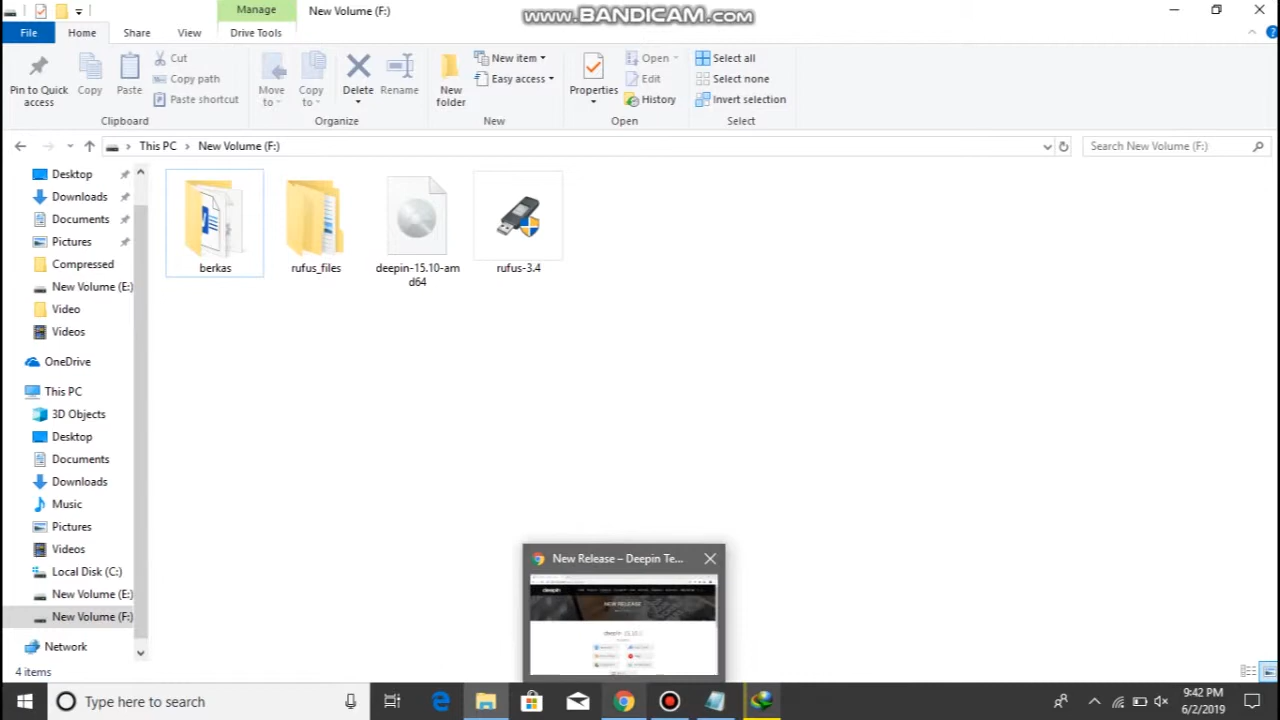 Manage
New Volume (F:)
www.BANDICAM.com
File
Home
Share
View
Drive Tools
Pin to Quick
access
Copy
Paste
Cut
Copy path
Paste shortcut
Clipboard
Move
to
Copy
to
Delete
Rename
Organize
New
folder
New item
Easy access
New
Properties
Open
Edit
History
Open
Select all
Select none
Invert selection
Select
This PC
New Volume (F:)
Search New Volume (F:)
Desktop
Downloads
Documents
Pictures
Compressed
New Volume (E:)
Video
Videos
OneDrive
This PC
3D Objects
Desktop
Documents
Downloads
Music
Pictures
Videos
Local Disk (C:)
New Volume (E:)
New Volume (F:)
Network
berkas
rufus_files
deepin-15.10-am
d64
rufus-3.4
New Release – Deepin Te...
deepin
NEW RELEASE
4 items
Type here to search
9:42 PM
6/2/2019